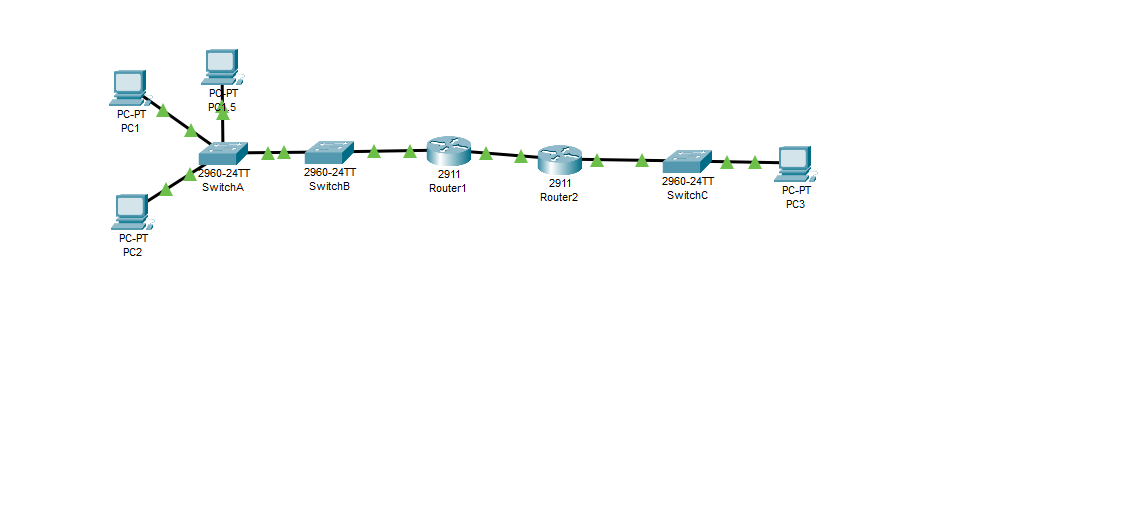 PC-PT
PC1.5
PC-PT
PC1
2960-24TT
SwitchA
2960-24TT
SwitchB
2911
Router1
2911
Router2
2960-24TT
SwitchC
PC-PT
PC3
PC-PT
PC2